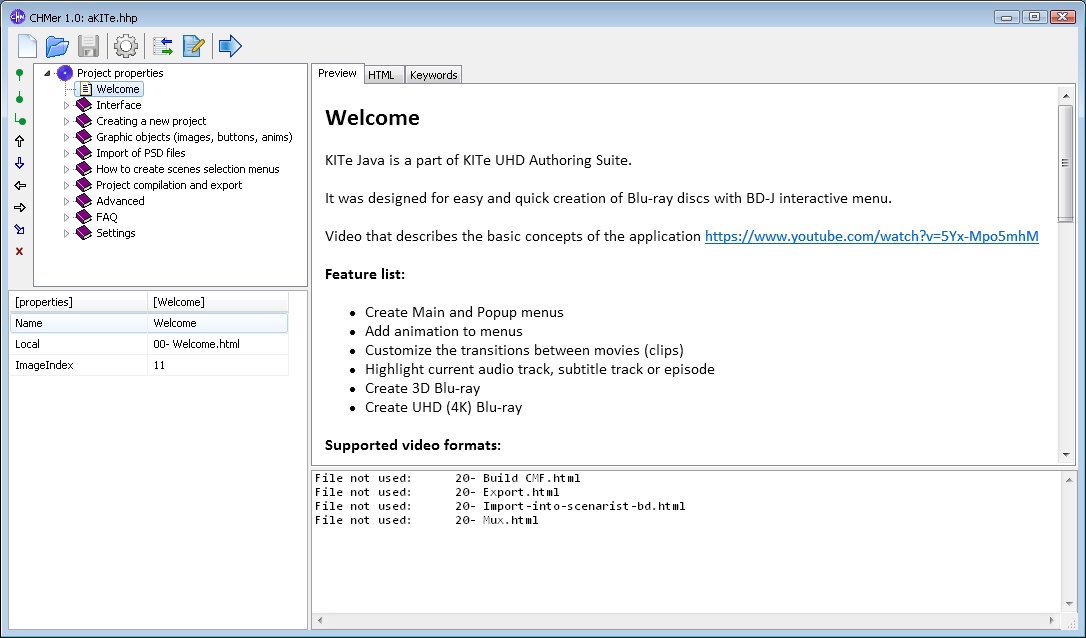 CHMer 1.0: aKITe.hhp
Project properties
Welcome
Interface
Creating a new project
Graphic objects (images, buttons, anims)
Import of PSD files
How to create scenes selection menus
Project compilation and export
Advanced
FAQ
Settings
[properties] [Welcome]
Name Welcome
Local 00- Welcome.html
ImageIndex 11
Preview HTML Keywords
Welcome
KITe Java is a part of KITe UHD Authoring Suite.
It was designed for easy and quick creation of Blu-ray discs with BD-J interactive menu.
Video that describes the basic concepts of the application https://www.youtube.com/watch?v=5Yx-Mpo5mhM
Feature list:
• Create Main and Popup menus
• Add animation to menus
• Customize the transitions between movies (clips)
• Highlight current audio track, subtitle track or episode
• Create 3D Blu-ray
• Create UHD (4K) Blu-ray
Supported video formats:
File not used: 20- Build CMF.html
File not used: 20- Export.html
File not used: 20- Import-into-scenarist-bd.html
File not used: 20- Mux.html